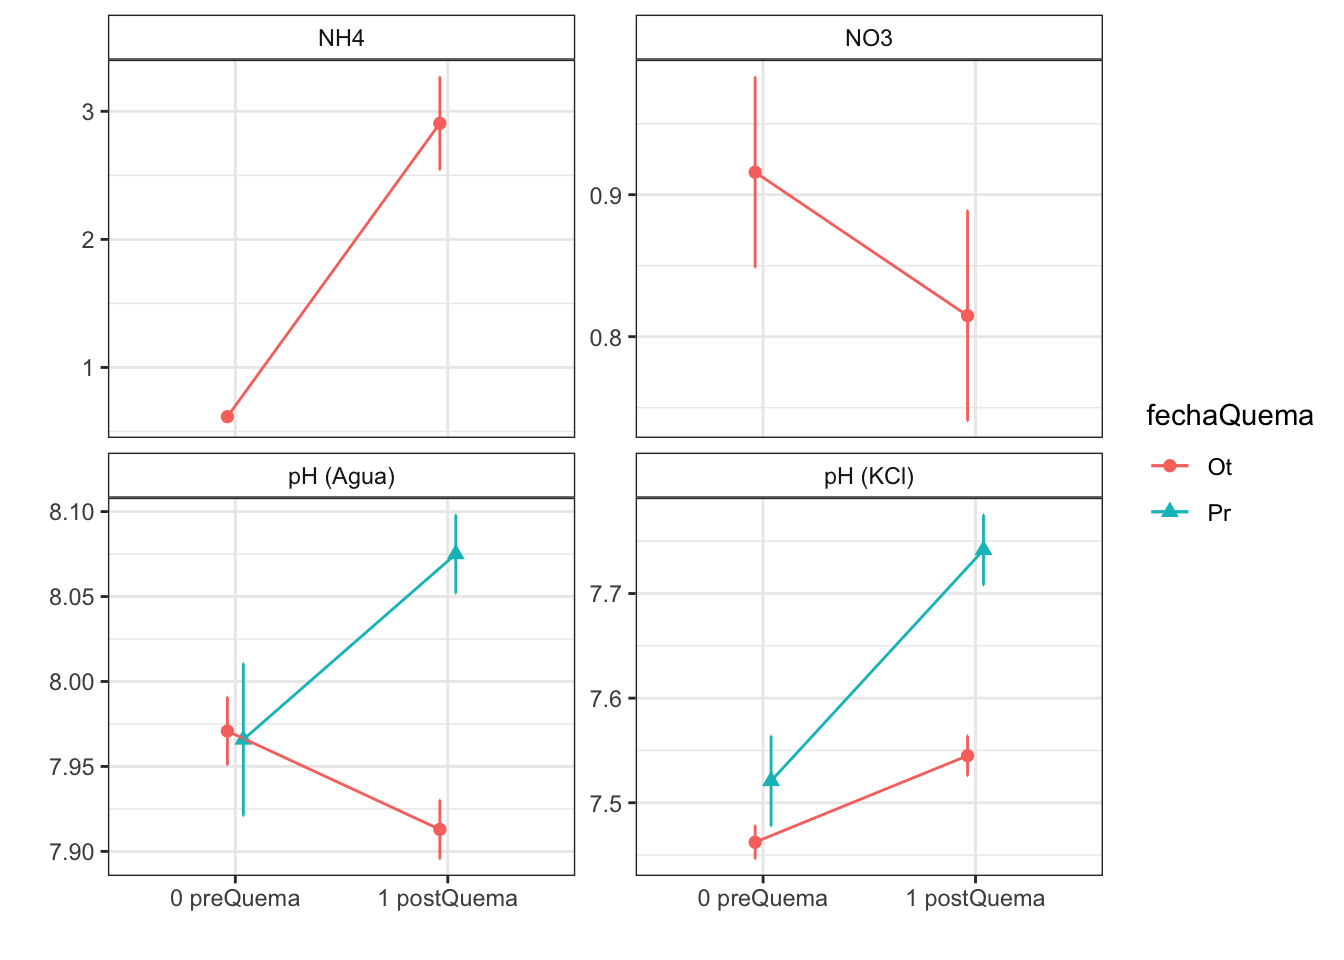 NH4
NO3
3
2
1
0.9
0.8
pH (Agua)
pH (KCl)
8.10
8.05
8.00
7.95
7.90
7.7
7.6
7.5
0 preQuema
1 postQuema
0 preQuema
1 postQuema
fechaQuema
Ot
Pr